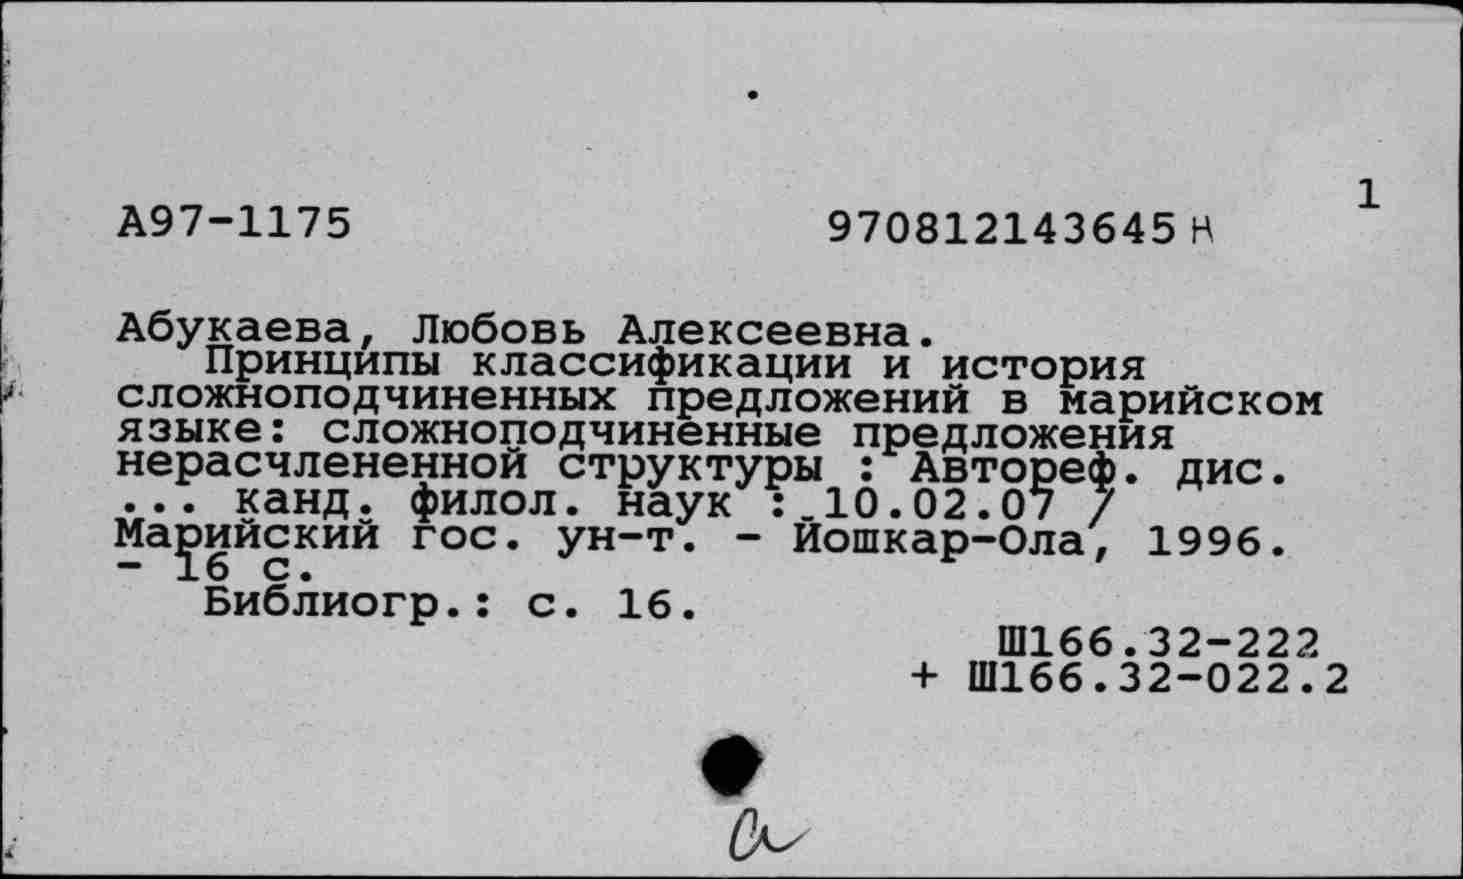 1
А97-1175 970812143645 н
Абукаева, Любовь Алексеевна.
Принципы классификации и история
сложноподчиненных предложений в марийском
языке: сложноподчиненные предложения
нерасчлененной структуры : Автореф. дис.
... канд. филол. наук : 10.02.07 /
Марийский гос. ун-т. - Йошкар-Ола, 1996.
- 16 с.
Библиогр.: с. 16.
Ш166.32-222
+ Ш166.32-022.2